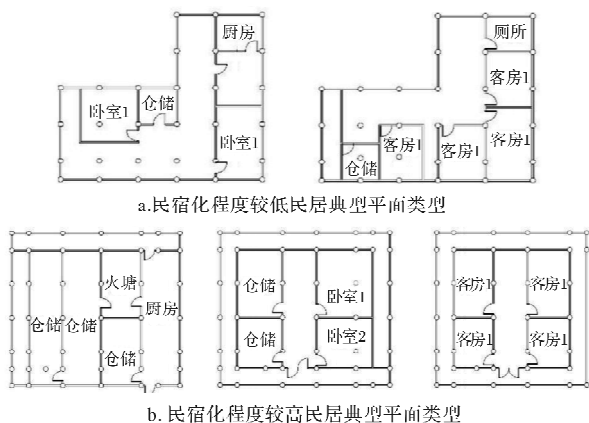 厨房
卧室1
仓储
卧室1
厕所
客房1
客房1
客房1
客房1
仓储
a.民宿化程度较低民居典型平面类型
火塘
厨房
仓储
仓储
仓储
仓储
卧室1
仓储
卧室2
客房1
客房1
客房1
客房1
b. 民宿化程度较高民居典型平面类型